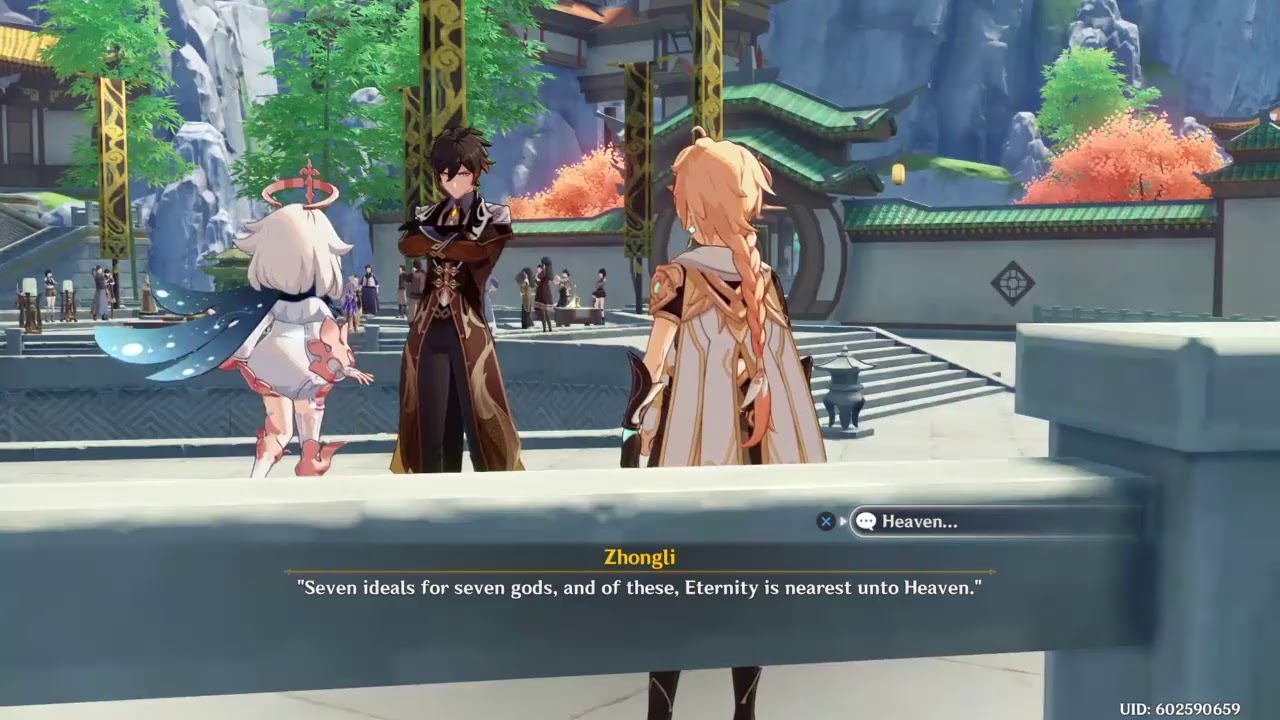 Heaven...
Zhongli
"Seven ideals for seven gods, and of these, Eternity is nearest unto Heaven."
UID: 602590659